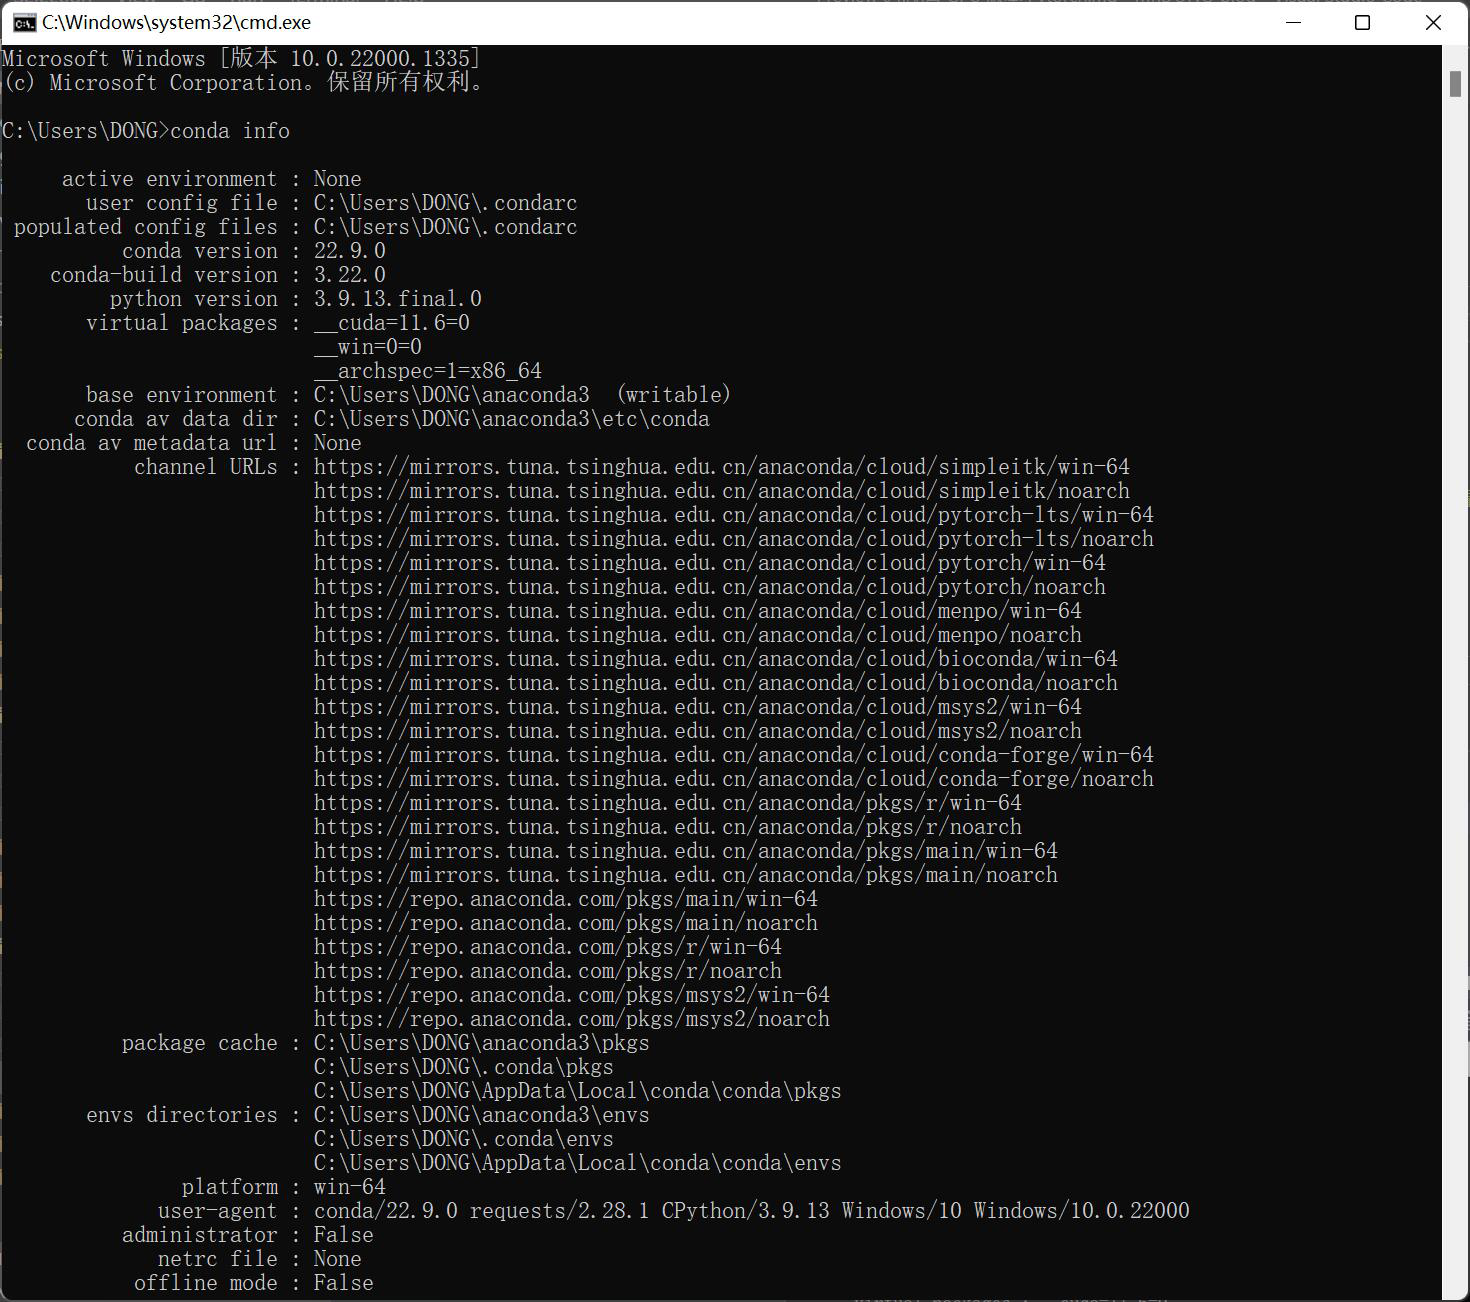 C:\Windows\system32\cmd.exe
Microsoft Windows [版本 10.0.22000.1335]
(c) Microsoft Corporation。保留所有权利。
C:\Users\DONG>conda info
active environment : None
user config file : C:\Users\DONG\.condarc
populated config files : C:\Users\DONG\.condarc
conda version : 22.9.0
conda-build version : 3.22.0
python version : 3.9.13.final.0
virtual packages : __cuda=11.6=0
__win=0=0
__archspec=1=x86_64
base environment : C:\Users\DONG\anaconda3  (writable)
conda av data dir : C:\Users\DONG\anaconda3\etc\conda
conda av metadata url : None
channel URLs : https://mirrors.tuna.tsinghua.edu.cn/anaconda/cloud/simpleitk/win-64
https://mirrors.tuna.tsinghua.edu.cn/anaconda/cloud/simpleitk/noarch
https://mirrors.tuna.tsinghua.edu.cn/anaconda/cloud/pytorch-lts/win-64
https://mirrors.tuna.tsinghua.edu.cn/anaconda/cloud/pytorch-lts/noarch
https://mirrors.tuna.tsinghua.edu.cn/anaconda/cloud/pytorch/win-64
https://mirrors.tuna.tsinghua.edu.cn/anaconda/cloud/pytorch/noarch
https://mirrors.tuna.tsinghua.edu.cn/anaconda/cloud/menpo/win-64
https://mirrors.tuna.tsinghua.edu.cn/anaconda/cloud/menpo/noarch
https://mirrors.tuna.tsinghua.edu.cn/anaconda/cloud/bioconda/win-64
https://mirrors.tuna.tsinghua.edu.cn/anaconda/cloud/bioconda/noarch
https://mirrors.tuna.tsinghua.edu.cn/anaconda/cloud/msys2/win-64
https://mirrors.tuna.tsinghua.edu.cn/anaconda/cloud/msys2/noarch
https://mirrors.tuna.tsinghua.edu.cn/anaconda/cloud/conda-forge/win-64
https://mirrors.tuna.tsinghua.edu.cn/anaconda/cloud/conda-forge/noarch
https://mirrors.tuna.tsinghua.edu.cn/anaconda/pkgs/r/win-64
https://mirrors.tuna.tsinghua.edu.cn/anaconda/pkgs/r/noarch
https://mirrors.tuna.tsinghua.edu.cn/anaconda/pkgs/main/win-64
https://mirrors.tuna.tsinghua.edu.cn/anaconda/pkgs/main/noarch
https://repo.anaconda.com/pkgs/main/win-64
https://repo.anaconda.com/pkgs/main/noarch
https://repo.anaconda.com/pkgs/r/win-64
https://repo.anaconda.com/pkgs/r/noarch
https://repo.anaconda.com/pkgs/msys2/win-64
https://repo.anaconda.com/pkgs/msys2/noarch
package cache : C:\Users\DONG\anaconda3\pkgs
C:\Users\DONG\.conda\pkgs
C:\Users\DONG\AppData\Local\conda\conda\pkgs
envs directories : C:\Users\DONG\anaconda3\envs
C:\Users\DONG\.conda\envs
C:\Users\DONG\AppData\Local\conda\conda\envs
platform : win-64
user-agent : conda/22.9.0 requests/2.28.1 CPython/3.9.13 Windows/10 Windows/10.0.22000
administrator : False
netrc file : None
offline mode : False